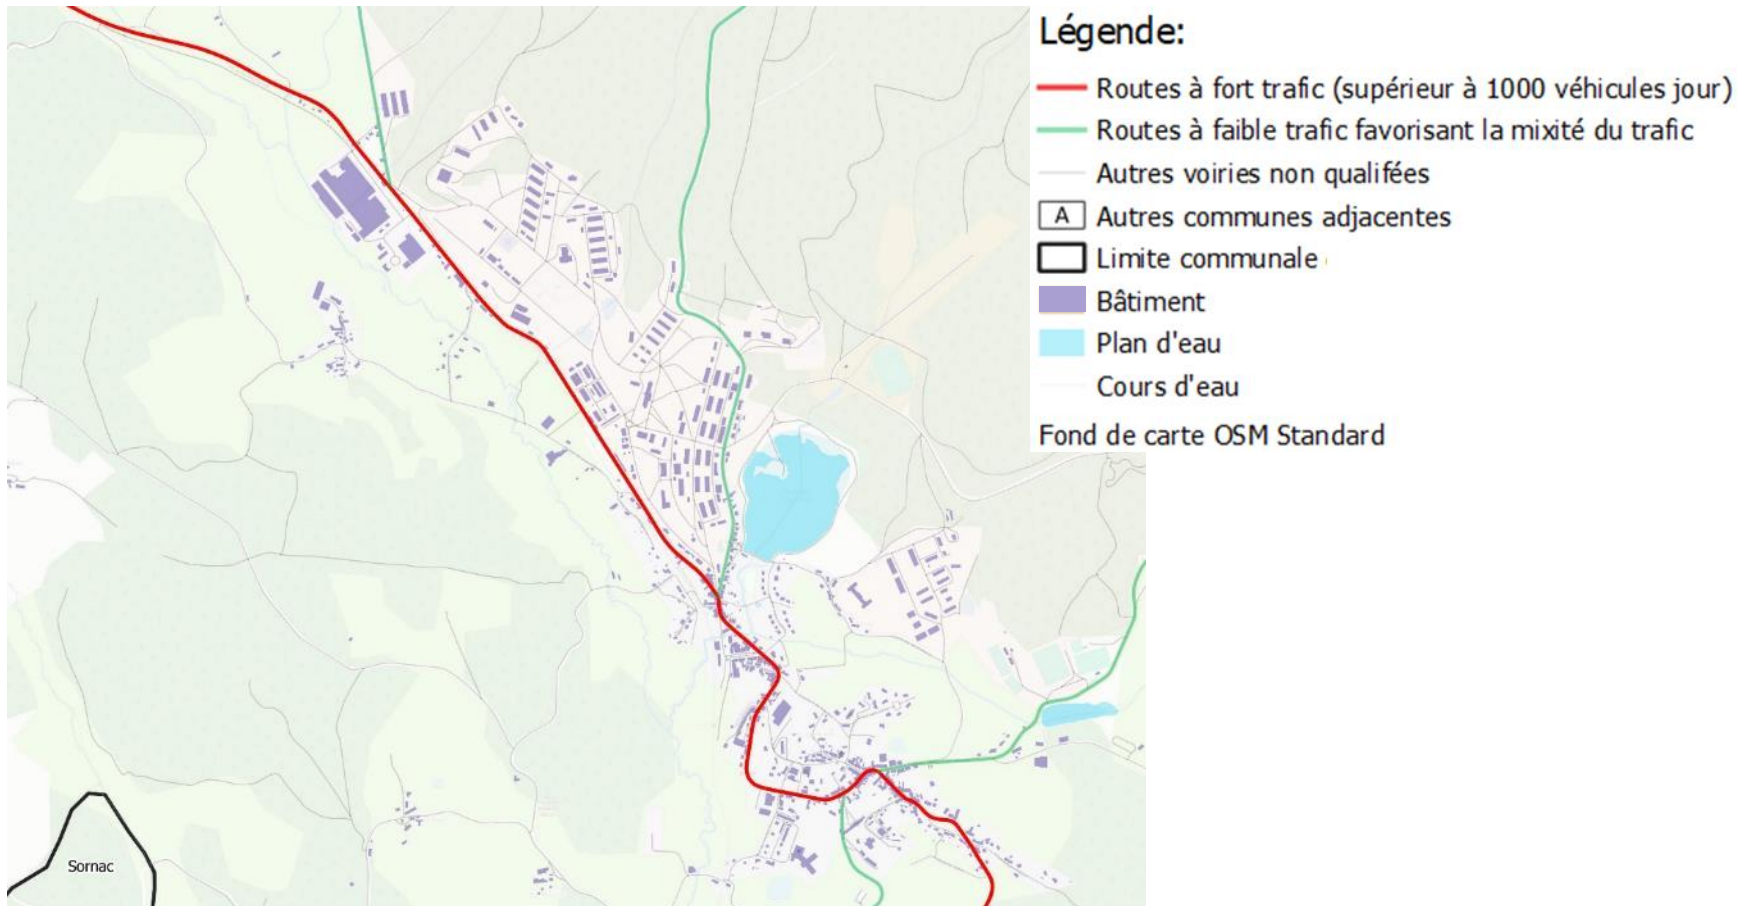 Légende:
Routes à fort trafic (supérieur à 1000 véhicules jour)
Routes à faible trafic favorisant la mixité du trafic
Autres voiries non qualifées
A Autres communes adjacentes
Limite communale
Bâtiment
Plan d'eau
Cours d'eau
Fond de carte OSM Standard
Sornac